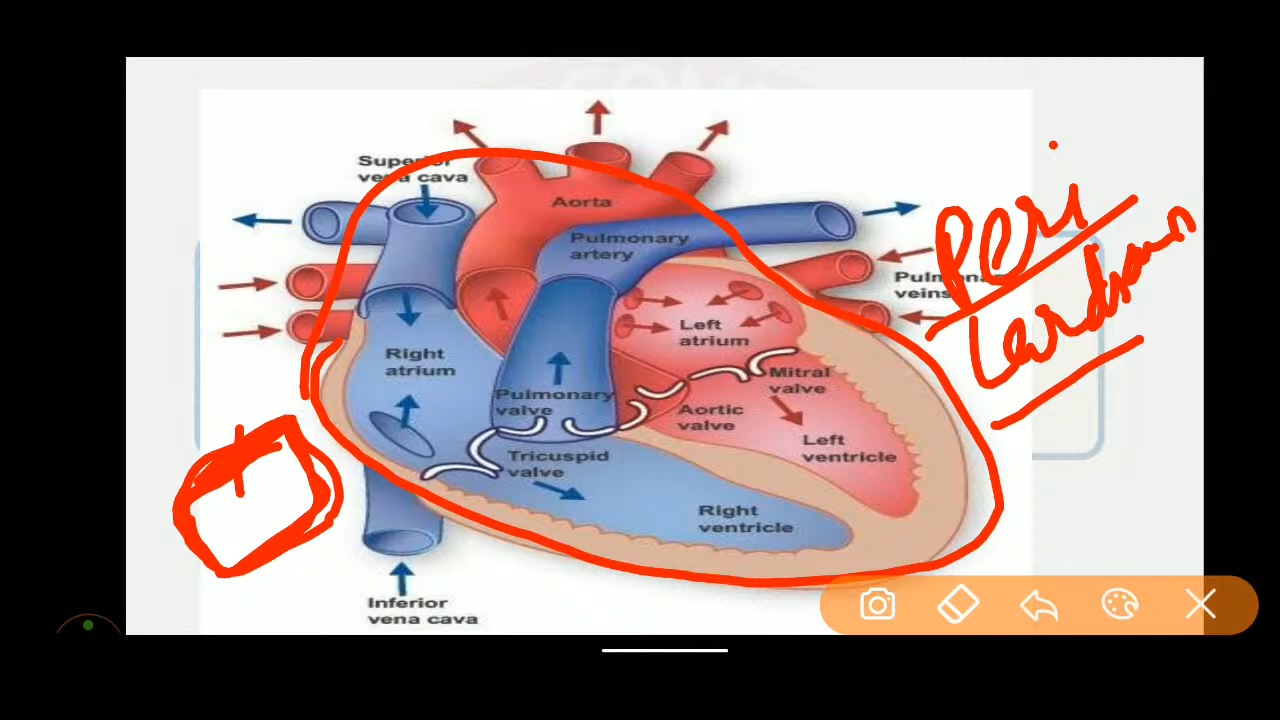 Superior
vena cava
Aorta
Pulmonary
artery
Peri
Pulmonary
veins
Left
atrium
Right
atrium
Mitral
valve
Pulmonary
valve
Aortic
valve
Left
ventricle
Tricuspid
valve
Right
ventricle
Inferior
vena cava